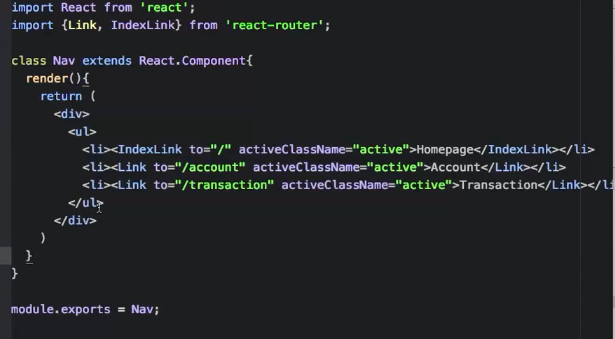 import React from 'react';
import {Link, IndexLink} from 'react-router';
class Nav extends React.Component{
render(){
return (
<div>
<ul>
<li><IndexLink to="/" activeClassName="active">Homepage</IndexLink></li>
<li><Link to="/account" activeClassName="active">Account</Link></li>
<li><Link to="/transaction" activeClassName="active">Transaction</Link></li
</ul>
</div>
)
}
}
module.exports = Nav;